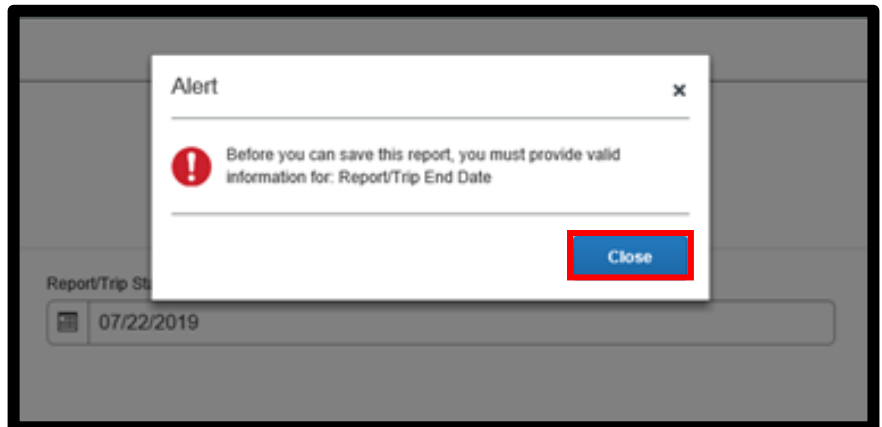 Alert
×
Before you can save this report, you must provide valid
information for: Report/Trip End Date
Close
Report/Trip Sta
07/22/2019